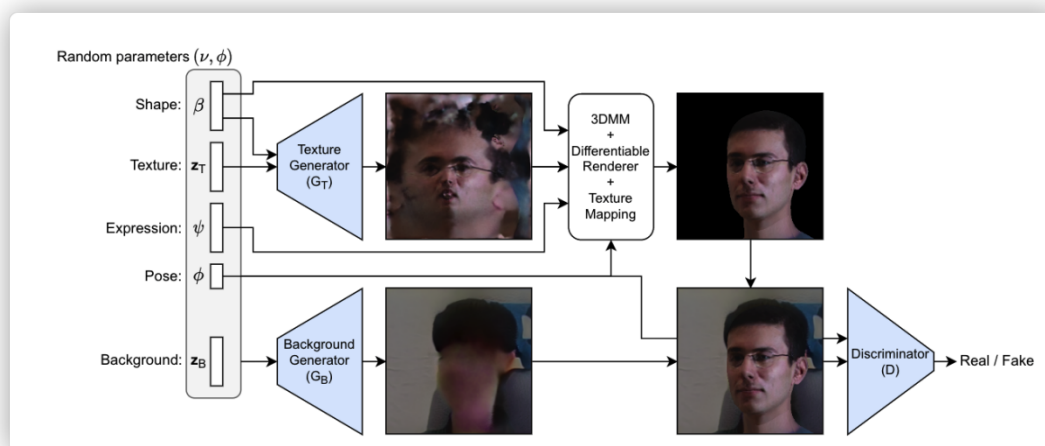 Random parameters (ν, ϕ)
Shape: β
Texture: z_T
Expression: ψ
Pose: ϕ
Background: z_B
Texture
Generator
(G_T)
3DMM
+
Differentiable
Renderer
+
Texture
Mapping
Background
Generator
(G_B)
Discriminator
(D)
Real / Fake